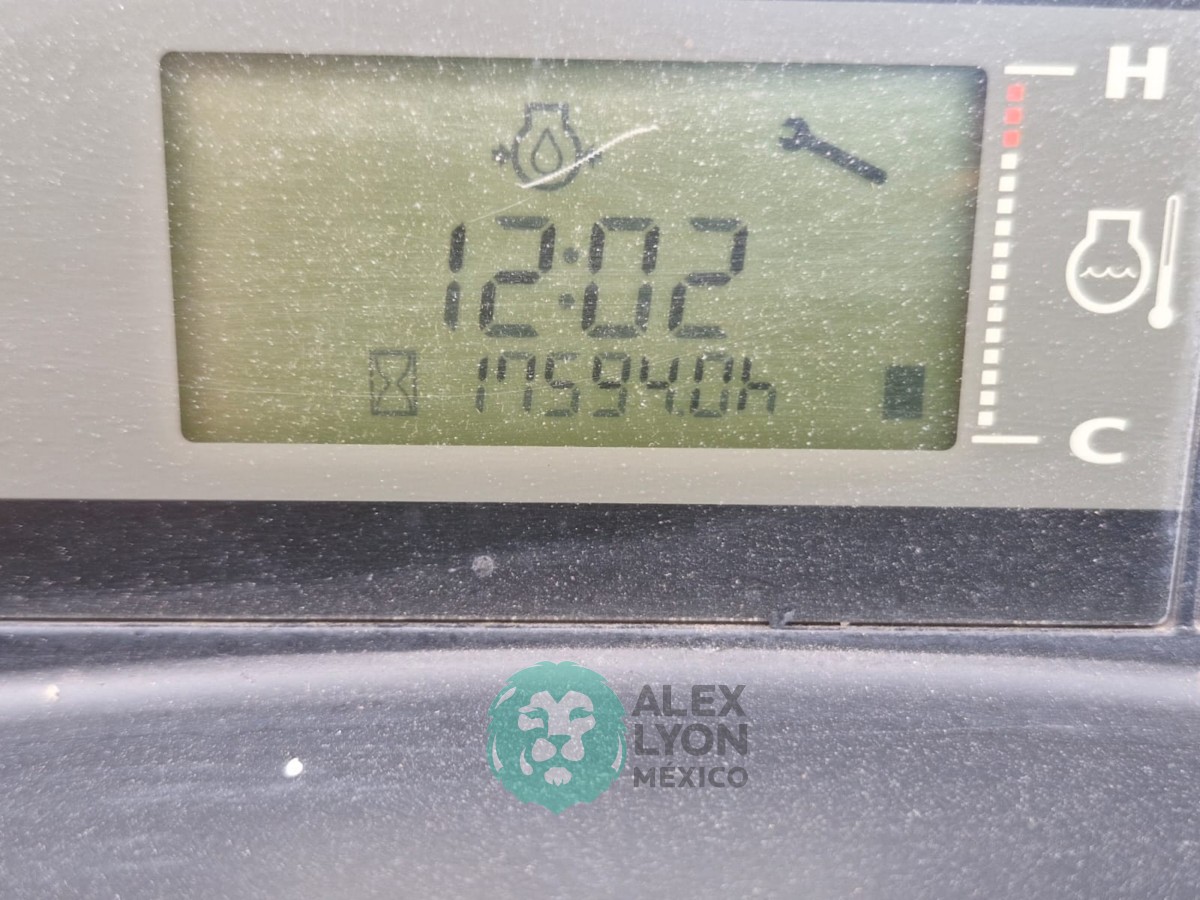 H
12:02
17594.0h
C
ALEX
LYON
MÉXICO